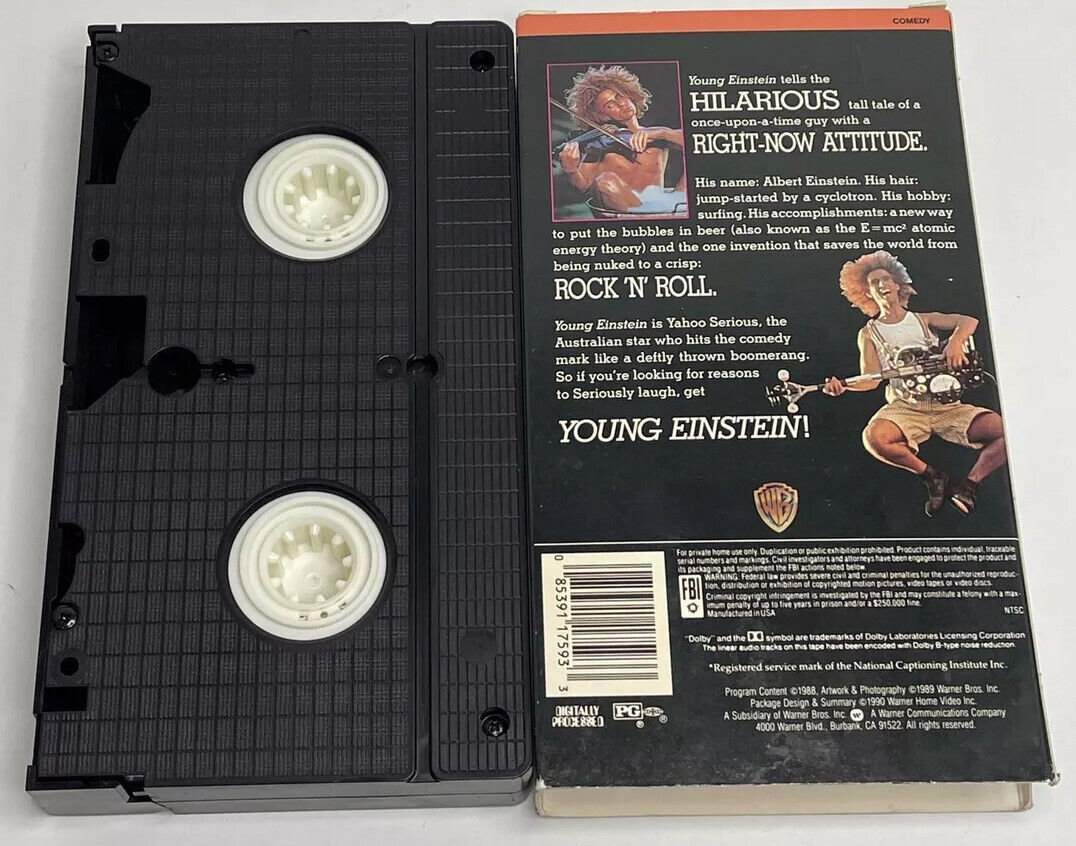 COMEDY
Young Einstein tells the
HILARIOUS tall tale of a
once-upon-a-time guy with a
RIGHT-NOW ATTITUDE.
His name: Albert Einstein. His hair:
jump-started by a cyclotron. His hobby:
surfing. His accomplishments: a new way
to put the bubbles in beer (also known as the E=mc² atomic
energy theory) and the one invention that saves the world from
being nuked to a crisp:
ROCK 'N' ROLL.
Young Einstein is Yahoo Serious, the
Australian star who hits the comedy
mark like a deftly thrown boomerang.
So if you're looking for reasons
to Seriously laugh, get
YOUNG EINSTEIN!
WB
For private home use only. Duplication or public exhibition prohibited. Product contains individual, traceable
serial numbers and markings. Civil investigators and attorneys have been engaged to protect the product and
its packaging and supplement the FBI actions noted below.
FBI
WARNING: Federal law provides severe civil and criminal penalties for the unauthorized reproduc-
tion, distribution or exhibition of copyrighted motion pictures, video tapes or video discs.
Criminal copyright infringement is investigated by the FBI and may constitute a felony with a max-
imum penalty of up to five years in prison and/or a $250,000 fine.
Manufactured in USA
NTSC
"Dolby" and the DD symbol are trademarks of Dolby Laboratories Licensing Corporation
The linear audio tracks on this tape have been encoded with Dolby B-type noise reduction.
*Registered service mark of the National Captioning Institute Inc.
0 85391 17593 3
DIGITALLY
PROCESSED
PG
® ®
Program Content ©1988, Artwork & Photography ©1989 Warner Bros. Inc.
Package Design & Summary ©1990 Warner Home Video Inc.
A Subsidiary of Warner Bros. Inc. W A Warner Communications Company
4000 Warner Blvd., Burbank, CA 91522. All rights reserved.